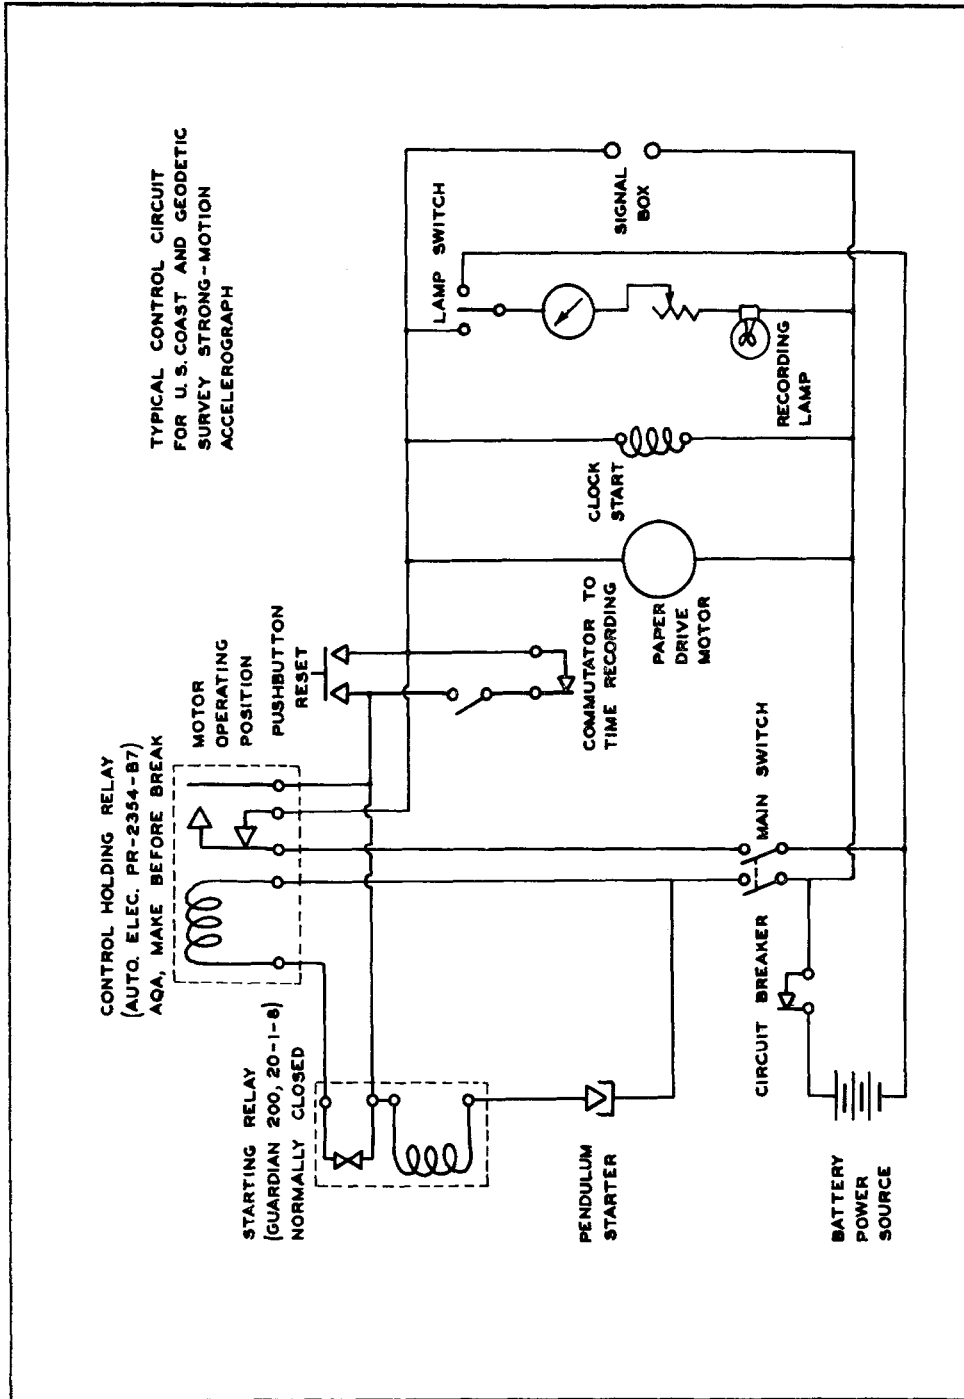 TYPICAL CONTROL CIRCUIT
FOR U.S. COAST AND GEODETIC
SURVEY STRONG-MOTION
ACCELEROGRAPH
CONTROL HOLDING RELAY
(AUTO. ELEC. PR-2354-B7)
AQA, MAKE BEFORE BREAK
MOTOR
OPERATING
POSITION
PUSHBUTTON
RESET
STARTING RELAY
(GUARDIAN 200, 20-1-8)
NORMALLY CLOSED
LAMP SWITCH
SIGNAL
BOX
RECORDING
LAMP
CLOCK
START
PAPER
DRIVE
MOTOR
COMMUTATOR TO
TIME RECORDING
MAIN SWITCH
CIRCUIT BREAKER
PENDULUM
STARTER
BATTERY
POWER
SOURCE